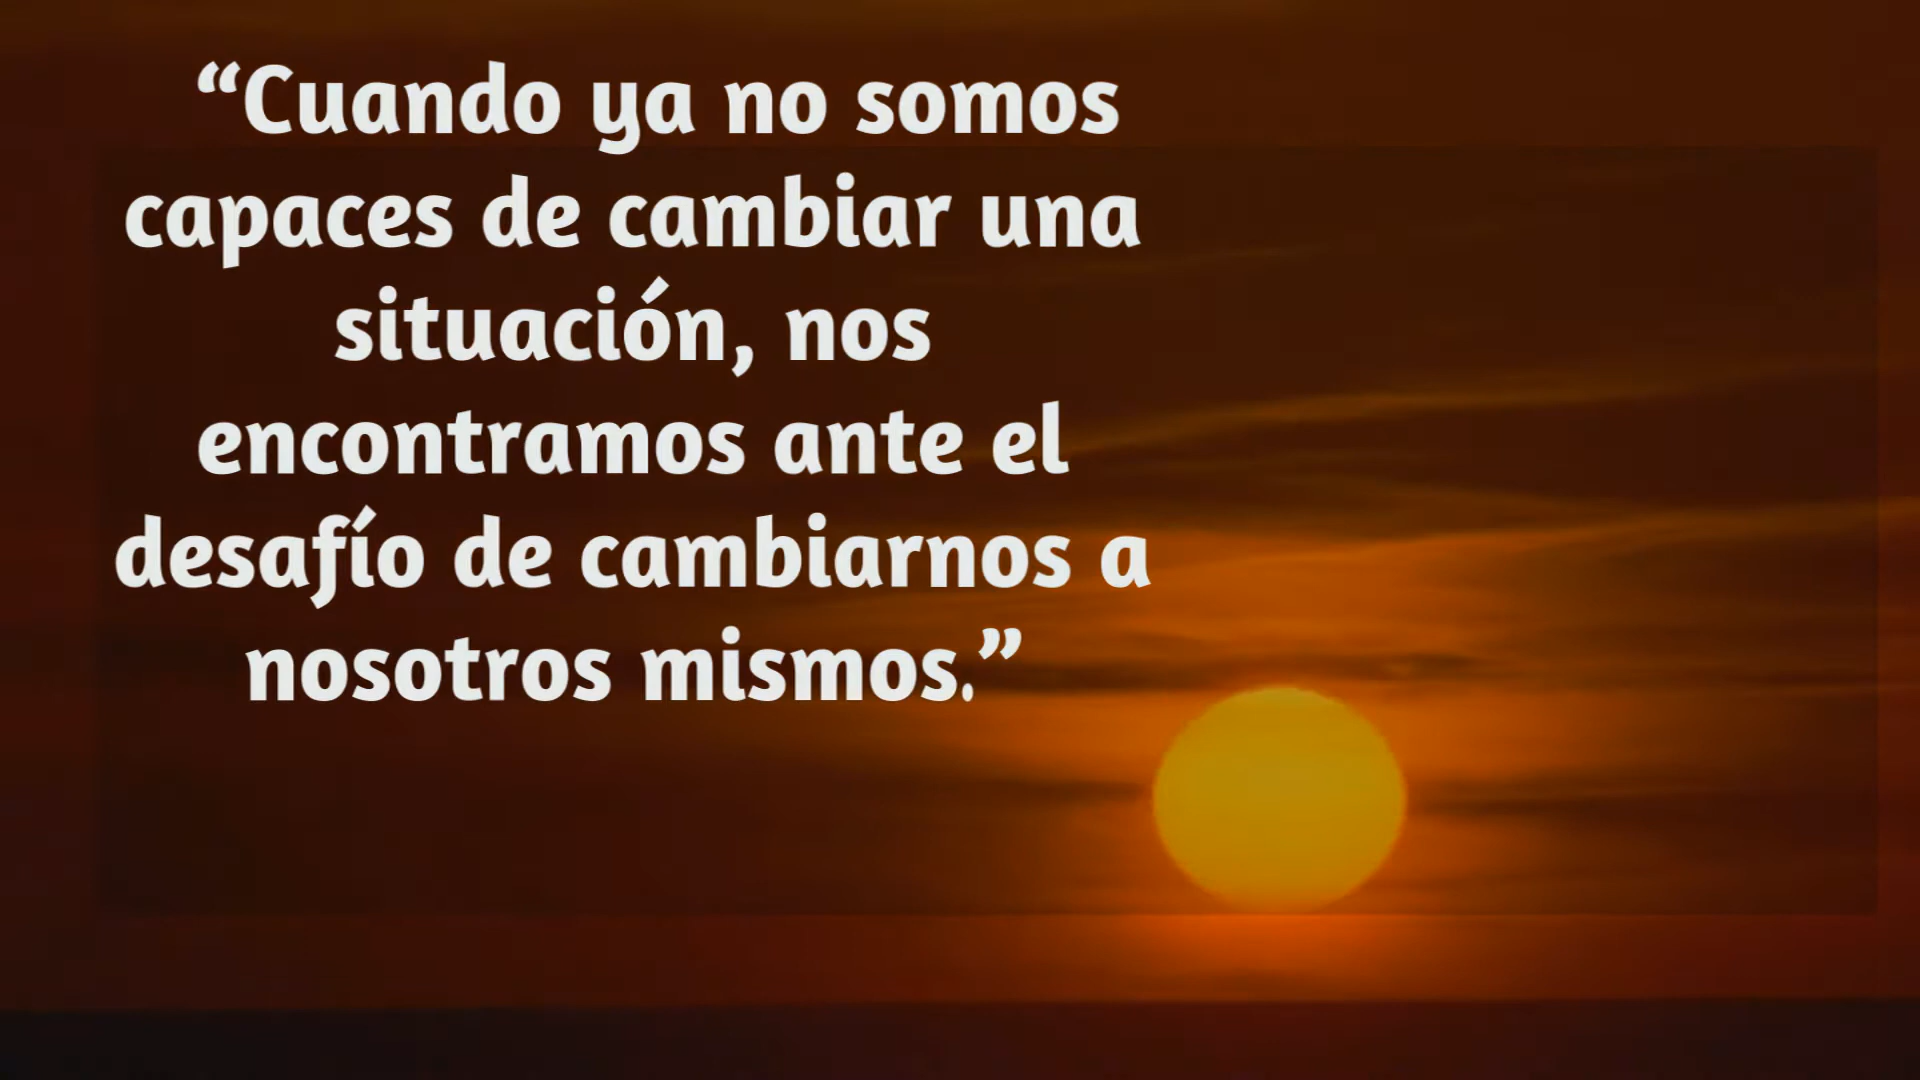 “Cuando ya no somos
capaces de cambiar una
situación, nos
encontramos ante el
desafío de cambiarnos a
nosotros mismos.”